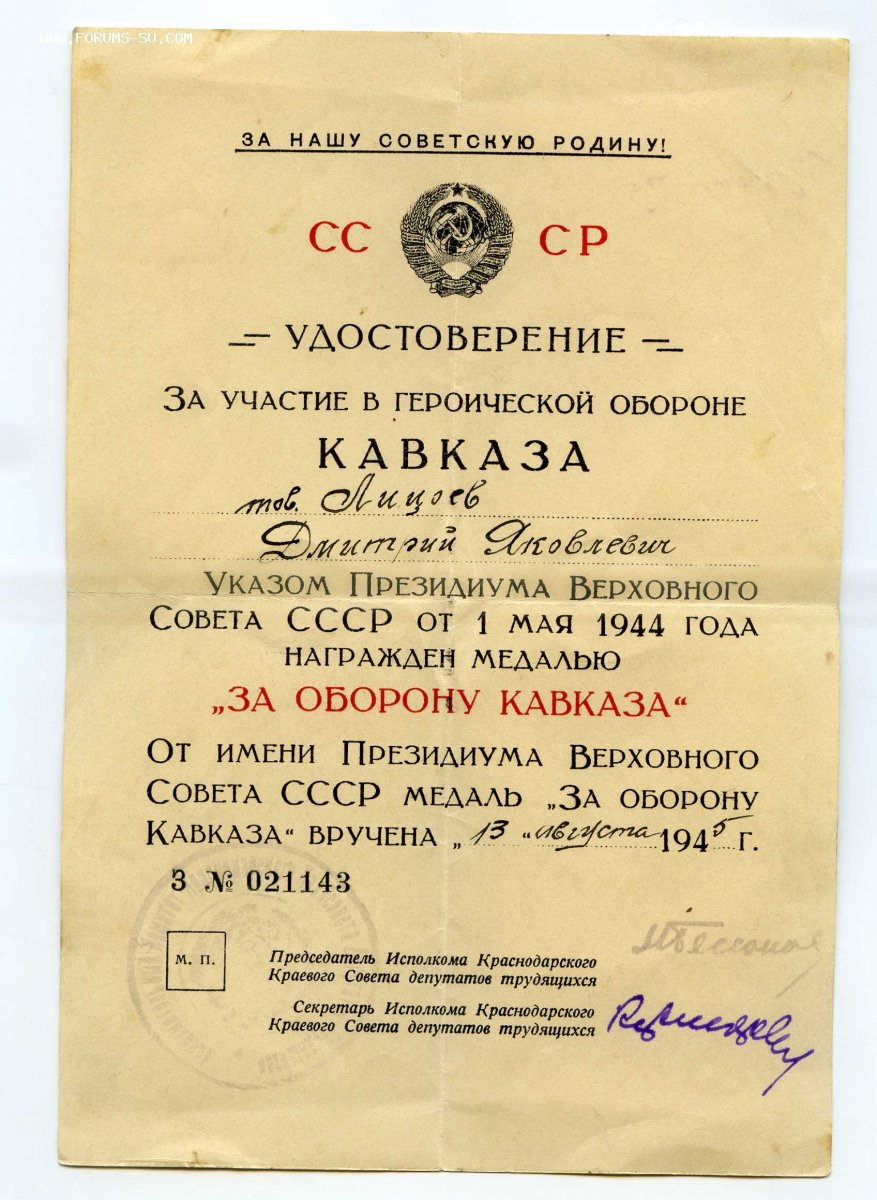 www.FORUMS-SU.COM
ЗА НАШУ СОВЕТСКУЮ РОДИНУ!
СС СР
УДОСТОВЕРЕНИЕ
ЗА УЧАСТИЕ В ГЕРОИЧЕСКОЙ ОБОРОНЕ
КАВКАЗА
тов. Лицоев
Дмитрий Яковлевич
УКАЗОМ ПРЕЗИДИУМА ВЕРХОВНОГО
СОВЕТА СССР ОТ 1 МАЯ 1944 ГОДА
НАГРАЖДЕН МЕДАЛЬЮ
„ЗА ОБОРОНУ КАВКАЗА“
ОТ ИМЕНИ ПРЕЗИДИУМА ВЕРХОВНОГО
СОВЕТА СССР МЕДАЛЬ „ЗА ОБОРОНУ
КАВКАЗА“ ВРУЧЕНА „13“ августа 1945 г.
З № 021143
М. П.
Председатель Исполкома Краснодарского
Краевого Совета депутатов трудящихся
Секретарь Исполкома Краснодарского
Краевого Совета депутатов трудящихся